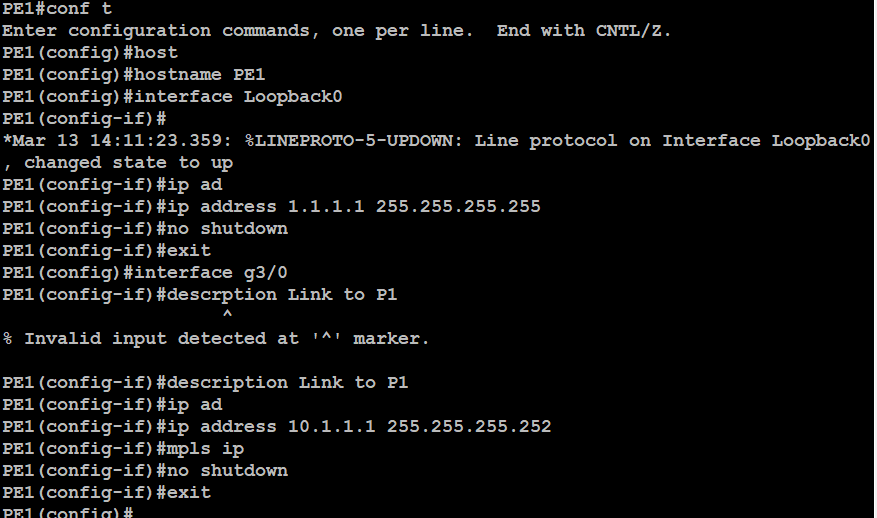 PE1#conf t
Enter configuration commands, one per line.  End with CNTL/Z.
PE1(config)#host
PE1(config)#hostname PE1
PE1(config)#interface Loopback0
PE1(config-if)#
*Mar 13 14:11:23.359: %LINEPROTO-5-UPDOWN: Line protocol on Interface Loopback0
, changed state to up
PE1(config-if)#ip ad
PE1(config-if)#ip address 1.1.1.1 255.255.255.255
PE1(config-if)#no shutdown
PE1(config-if)#exit
PE1(config)#interface g3/0
PE1(config-if)#descrption Link to P1
                    ^
% Invalid input detected at '^' marker.

PE1(config-if)#description Link to P1
PE1(config-if)#ip ad
PE1(config-if)#ip address 10.1.1.1 255.255.255.252
PE1(config-if)#mpls ip
PE1(config-if)#no shutdown
PE1(config-if)#exit
PE1(config)#